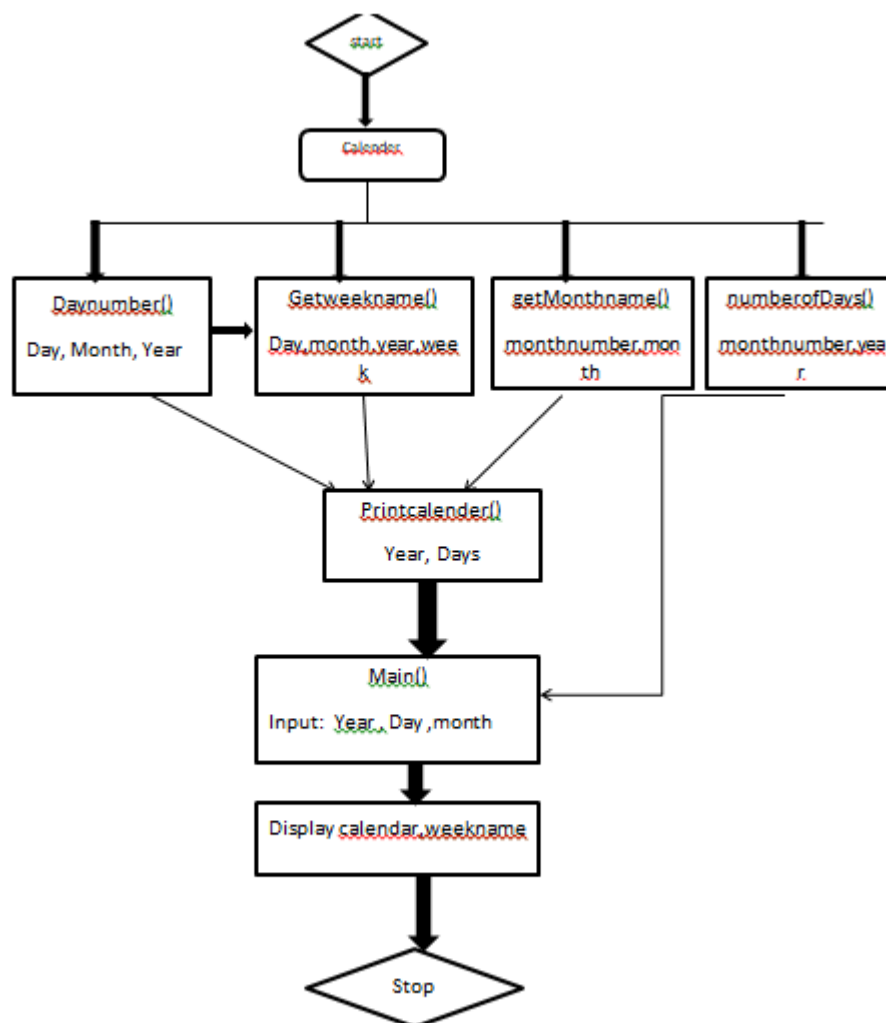 start
Calender
Daynumber()
Day, Month, Year
Getweekname()
Day,month,year,wee
k
getMonthname()
monthnumber,mon
th
numberofDays()
monthnumber,yea
r
Printcalender()
Year, Days
Main()
Input: Year , Day ,month
Display calendar,weekname
Stop